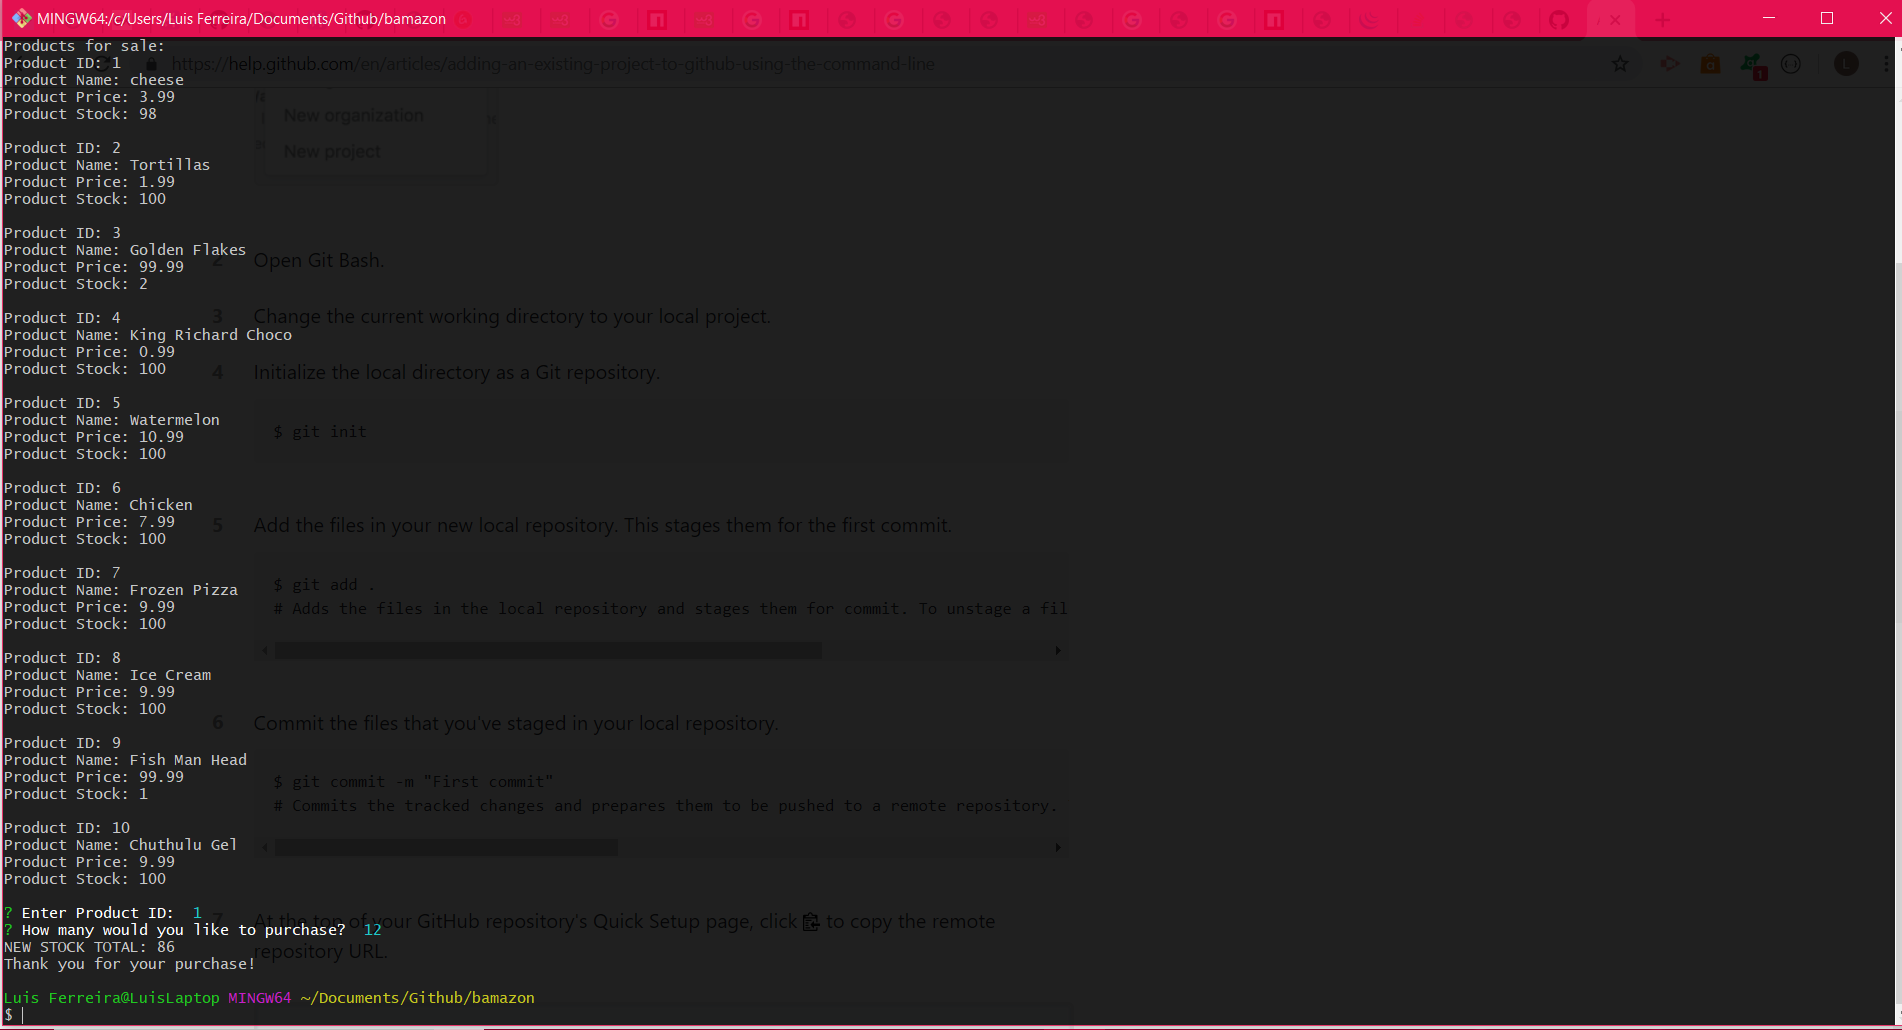 MINGW64:/c/Users/Luis Ferreira/Documents/Github/bamazon
https://help.github.com/en/articles/adding-an-existing-project-to-github-using-the-command-line
Products for sale:
Product ID: 1
Product Name: cheese
Product Price: 3.99
Product Stock: 98
Product ID: 2
Product Name: Tortillas
Product Price: 1.99
Product Stock: 100
Product ID: 3
Product Name: Golden Flakes
Product Price: 99.99
Product Stock: 2
Product ID: 4
Product Name: King Richard Choco
Product Price: 0.99
Product Stock: 100
Product ID: 5
Product Name: Watermelon
Product Price: 10.99
Product Stock: 100
Product ID: 6
Product Name: Chicken
Product Price: 7.99
Product Stock: 100
Product ID: 7
Product Name: Frozen Pizza
Product Price: 9.99
Product Stock: 100
Product ID: 8
Product Name: Ice Cream
Product Price: 9.99
Product Stock: 100
Product ID: 9
Product Name: Fish Man Head
Product Price: 99.99
Product Stock: 1
Product ID: 10
Product Name: Chuthulu Gel
Product Price: 9.99
Product Stock: 100
? Enter Product ID: 1
? How many would you like to purchase? 12
NEW STOCK TOTAL: 86
Thank you for your purchase!
Luis Ferreira@LuisLaptop MINGW64 ~/Documents/Github/bamazon
$
New organization
New project
2 Open Git Bash.
3 Change the current working directory to your local project.
4 Initialize the local directory as a Git repository.
$ git init
5 Add the files in your new local repository. This stages them for the first commit.
$ git add .
# Adds the files in the local repository and stages them for commit. To unstage a fil
6 Commit the files that you've staged in your local repository.
$ git commit -m "First commit"
# Commits the tracked changes and prepares them to be pushed to a remote repository.
7 At the top of your GitHub repository's Quick Setup page, click to copy the remote
repository URL.
L
1